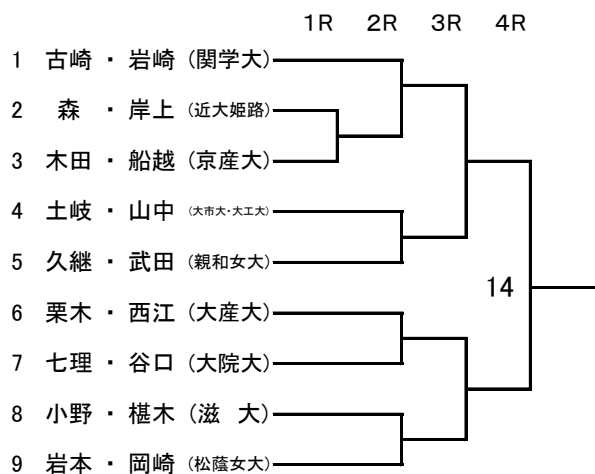 1R 2R 3R 4R
1 古崎 ・ 岩崎 (関学大)
2 森 ・ 岸上 (近大姫路)
3 木田 ・ 船越 (京産大)
4 土岐 ・ 山中 (大市大・大工大)
5 久継 ・ 武田 (親和女大)
14
6 栗木 ・ 西江 (大産大)
7 七理 ・ 谷口 (大院大)
8 小野 ・ 椹木 (滋 大)
9 岩本 ・ 岡崎 (松蔭女大)